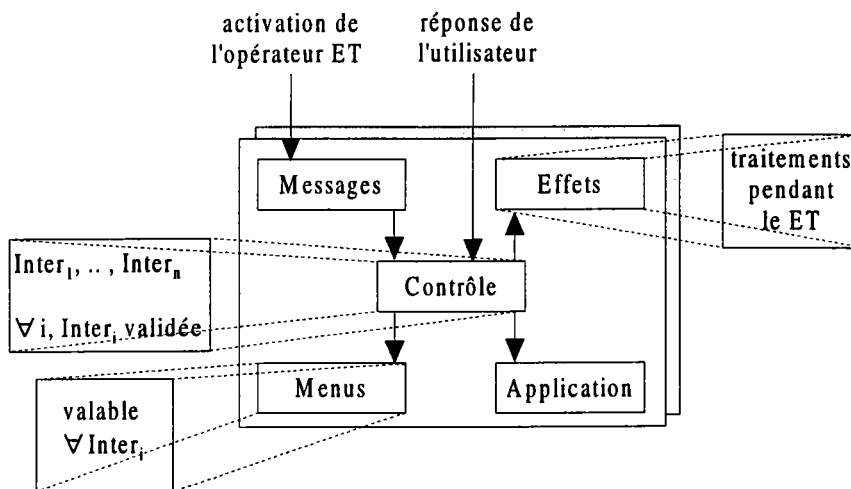 activation de
l'opérateur ET
réponse de
l'utilisateur
Messages
Effets
traitements
pendant
le ET
Inter₁, .. , Interₙ
∀ i, Interᵢ validée
Contrôle
Menus
Application
valable
∀ Interᵢ